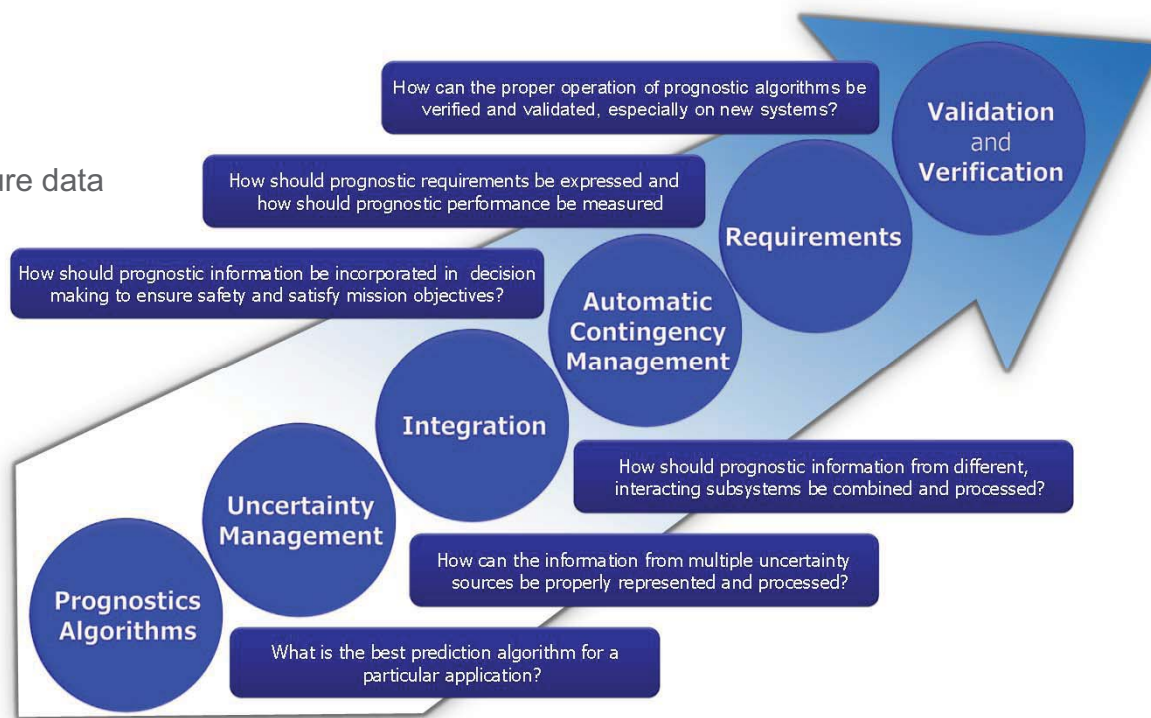 How can the proper operation of prognostic algorithms be
verified and validated, especially on new systems?
Validation
and
Verification
ure data
How should prognostic requirements be expressed and
how should prognostic performance be measured
Requirements
How should prognostic information be incorporated in decision
making to ensure safety and satisfy mission objectives?
Automatic
Contingency
Management
Integration
How should prognostic information from different,
interacting subsystems be combined and processed?
Uncertainty
Management
How can the information from multiple uncertainty
sources be properly represented and processed?
Prognostics
Algorithms
What is the best prediction algorithm for a
particular application?